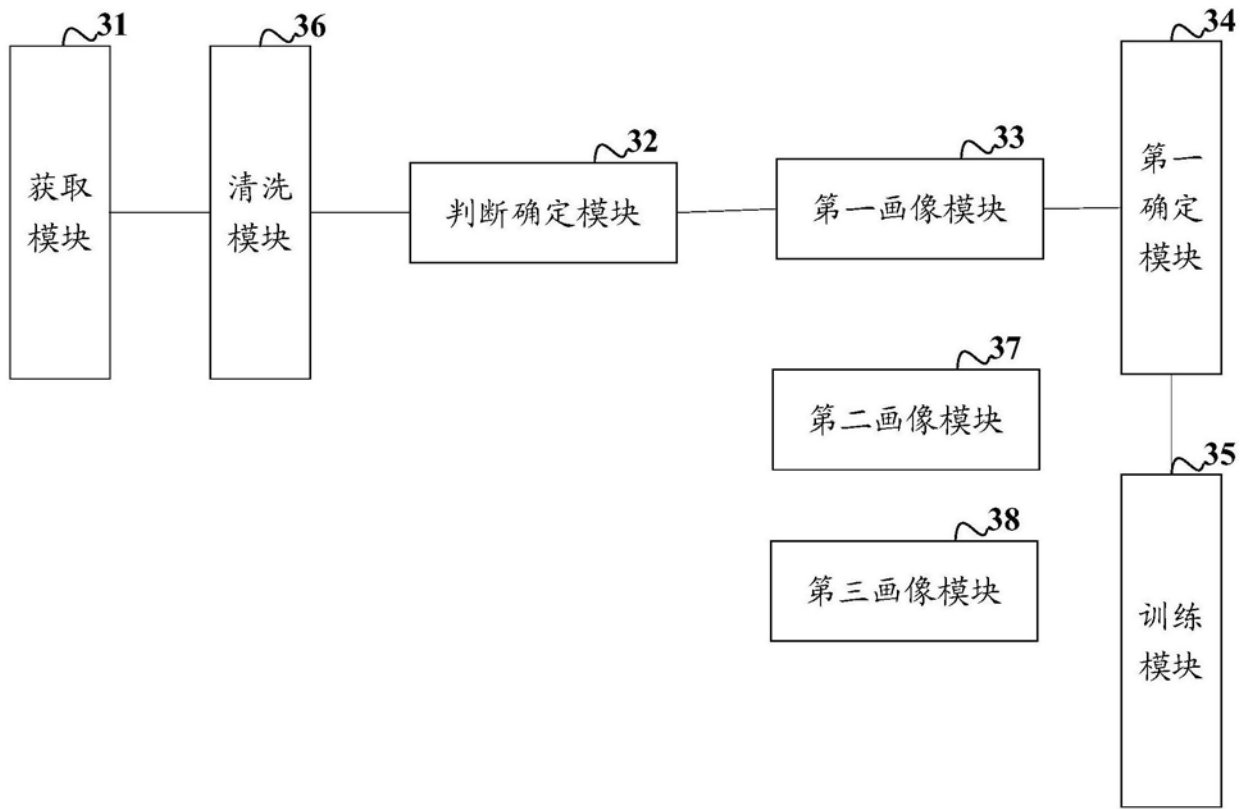 31
获取
模块
36
清洗
模块
32
判断确定模块
33
第一画像模块
34
第一
确定
模块
37
第二画像模块
38
第三画像模块
35
训练
模块